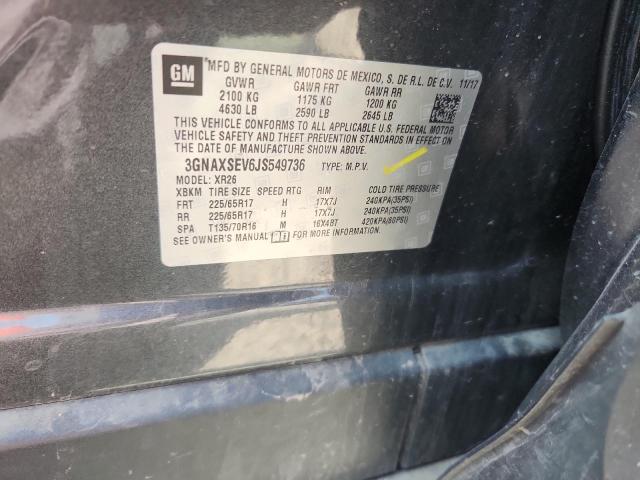 GM
*MFD BY GENERAL MOTORS DE MEXICO, S. DE R.L. DE C.V. 11/17
GVWR GAWR FRT GAWR RR
2100 KG 1175 KG 1200 KG
4630 LB 2590 LB 2645 LB
THIS VEHICLE CONFORMS TO ALL APPLICABLE U.S. FEDERAL MOTOR
VEHICLE SAFETY AND THEFT PREVENTION STANDARDS IN EFFECT ON
THE DATE OF MANUFACTURE SHOWN ABOVE.
3GNAXSEV6JS549736 TYPE: M.P.V.
MODEL: XR26
XBKM TIRE SIZE SPEED RTG RIM COLD TIRE PRESSURE
FRT 225/65R17 H 17X7J 240KPA(35PSI)
RR 225/65R17 H 17X7J 240KPA(35PSI)
SPA T135/70R16 M 16X4BT 420KPA(60PSI)
SEE OWNER'S MANUAL FOR MORE INFORMATION.